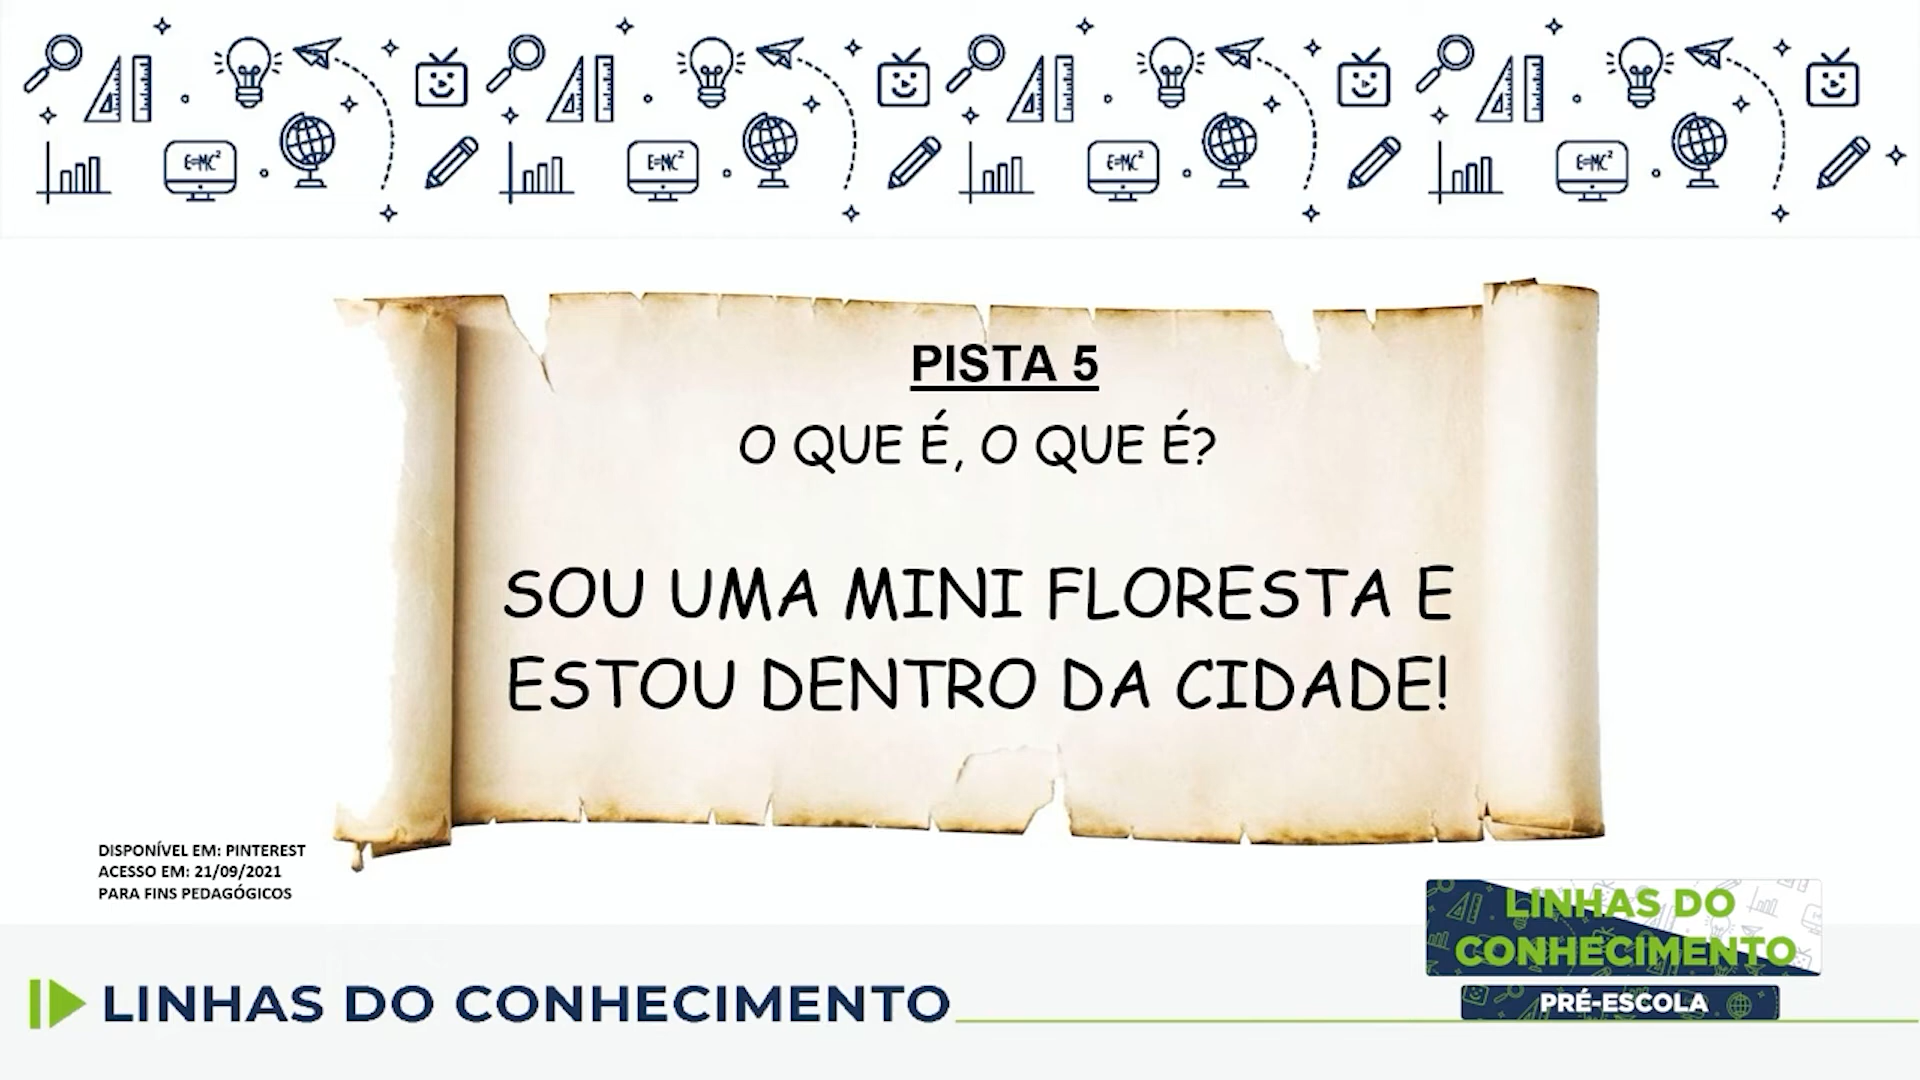 E=MC²
E=MC²
E=MC²
E=MC²
PISTA 5
O QUE É, O QUE É?
SOU UMA MINI FLORESTA E
ESTOU DENTRO DA CIDADE!
DISPONÍVEL EM: PINTEREST
ACESSO EM: 21/09/2021
PARA FINS PEDAGÓGICOS
LINHAS DO
CONHECIMENTO
PRÉ-ESCOLA
LINHAS DO CONHECIMENTO